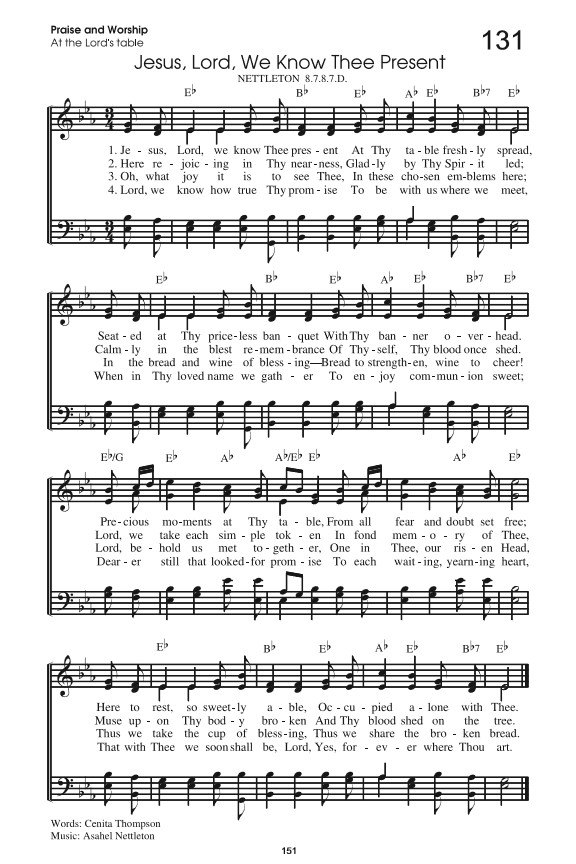 Praise and Worship
At the Lord's table
131
Jesus, Lord, We Know Thee Present
NETTLETON 8.7.8.7.D.
E♭ B♭ E♭ A♭ E♭ B♭7 E♭
1. Je - sus, Lord, we know Thee pres - ent At Thy ta - ble fresh - ly spread,
2. Here re - joic - ing in Thy near - ness, Glad - ly by Thy Spir - it led;
3. Oh, what joy it is to see Thee, In these cho - sen em - blems here;
4. Lord, we know how true Thy prom - ise To be with us where we meet,
E♭ B♭ E♭ A♭ E♭ B♭7 E♭
Seat - ed at Thy price - less ban - quet With Thy ban - ner o - ver - head.
Calm - ly in the blest re - mem - brance Of Thy - self, Thy blood once shed.
In the bread and wine of bless - ing—Bread to strength - en, wine to cheer!
When in Thy loved name we gath - er To en - joy com - mun - ion sweet;
E♭/G E♭ A♭ A♭/E♭ E♭ A♭ E♭
Pre - cious mo - ments at Thy ta - ble, From all fear and doubt set free;
Lord, we take each sim - ple tok - en In fond mem - o - ry of Thee,
Lord, be - hold us met to - geth - er, One in Thee, our ris - en Head,
Dear - er still that looked - for prom - ise To each wait - ing, yearn - ing heart,
E♭ B♭ E♭ A♭ E♭ B♭7 E♭
Here to rest, so sweet - ly a - ble, Oc - cu - pied a - lone with Thee.
Muse up - on Thy bod - y bro - ken And Thy blood shed on the tree.
Thus we take the cup of bless - ing, Thus we share the bro - ken bread.
That with Thee we soon shall be, Lord, Yes, for - ev - er where Thou art.
Words: Cenita Thompson
Music: Asahel Nettleton
151